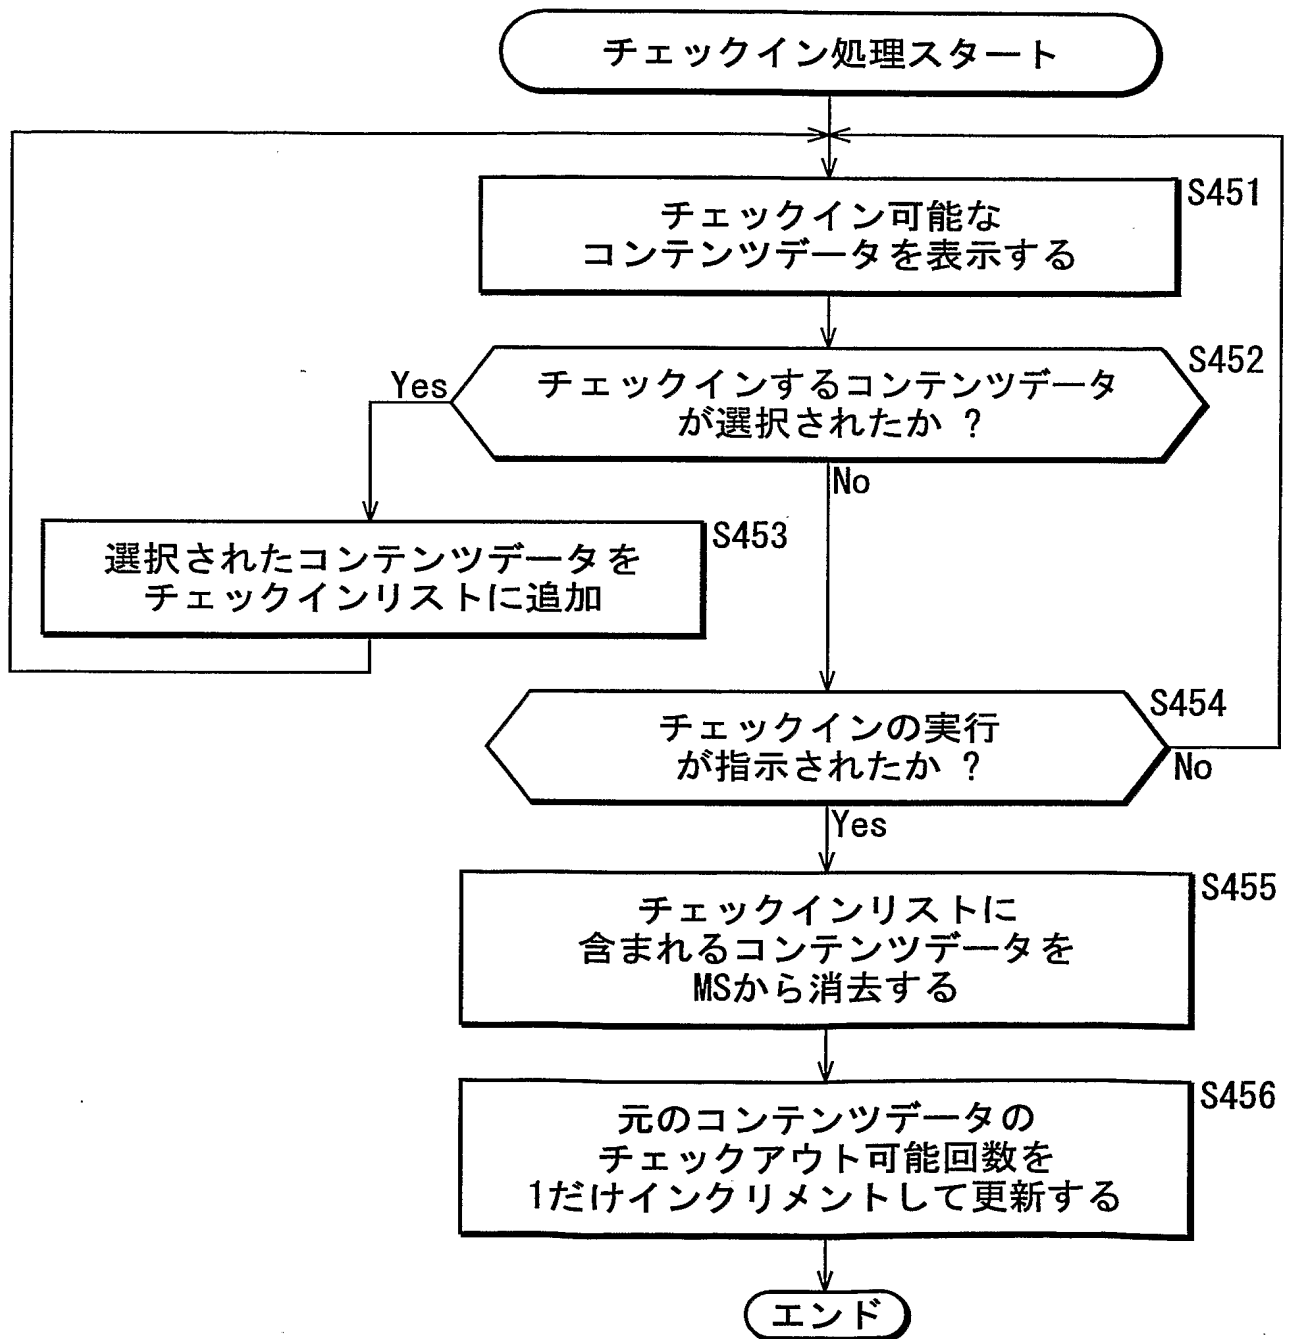 チェックイン処理スタート
S451
チェックイン可能な
コンテンツデータを表示する
S452
チェックインするコンテンツデータ
が選択されたか ?
Yes
No
S453
選択されたコンテンツデータを
チェックインリストに追加
S454
チェックインの実行
が指示されたか ?
No
Yes
S455
チェックインリストに
含まれるコンテンツデータを
MSから消去する
S456
元のコンテンツデータの
チェックアウト可能回数を
1だけインクリメントして更新する
エンド